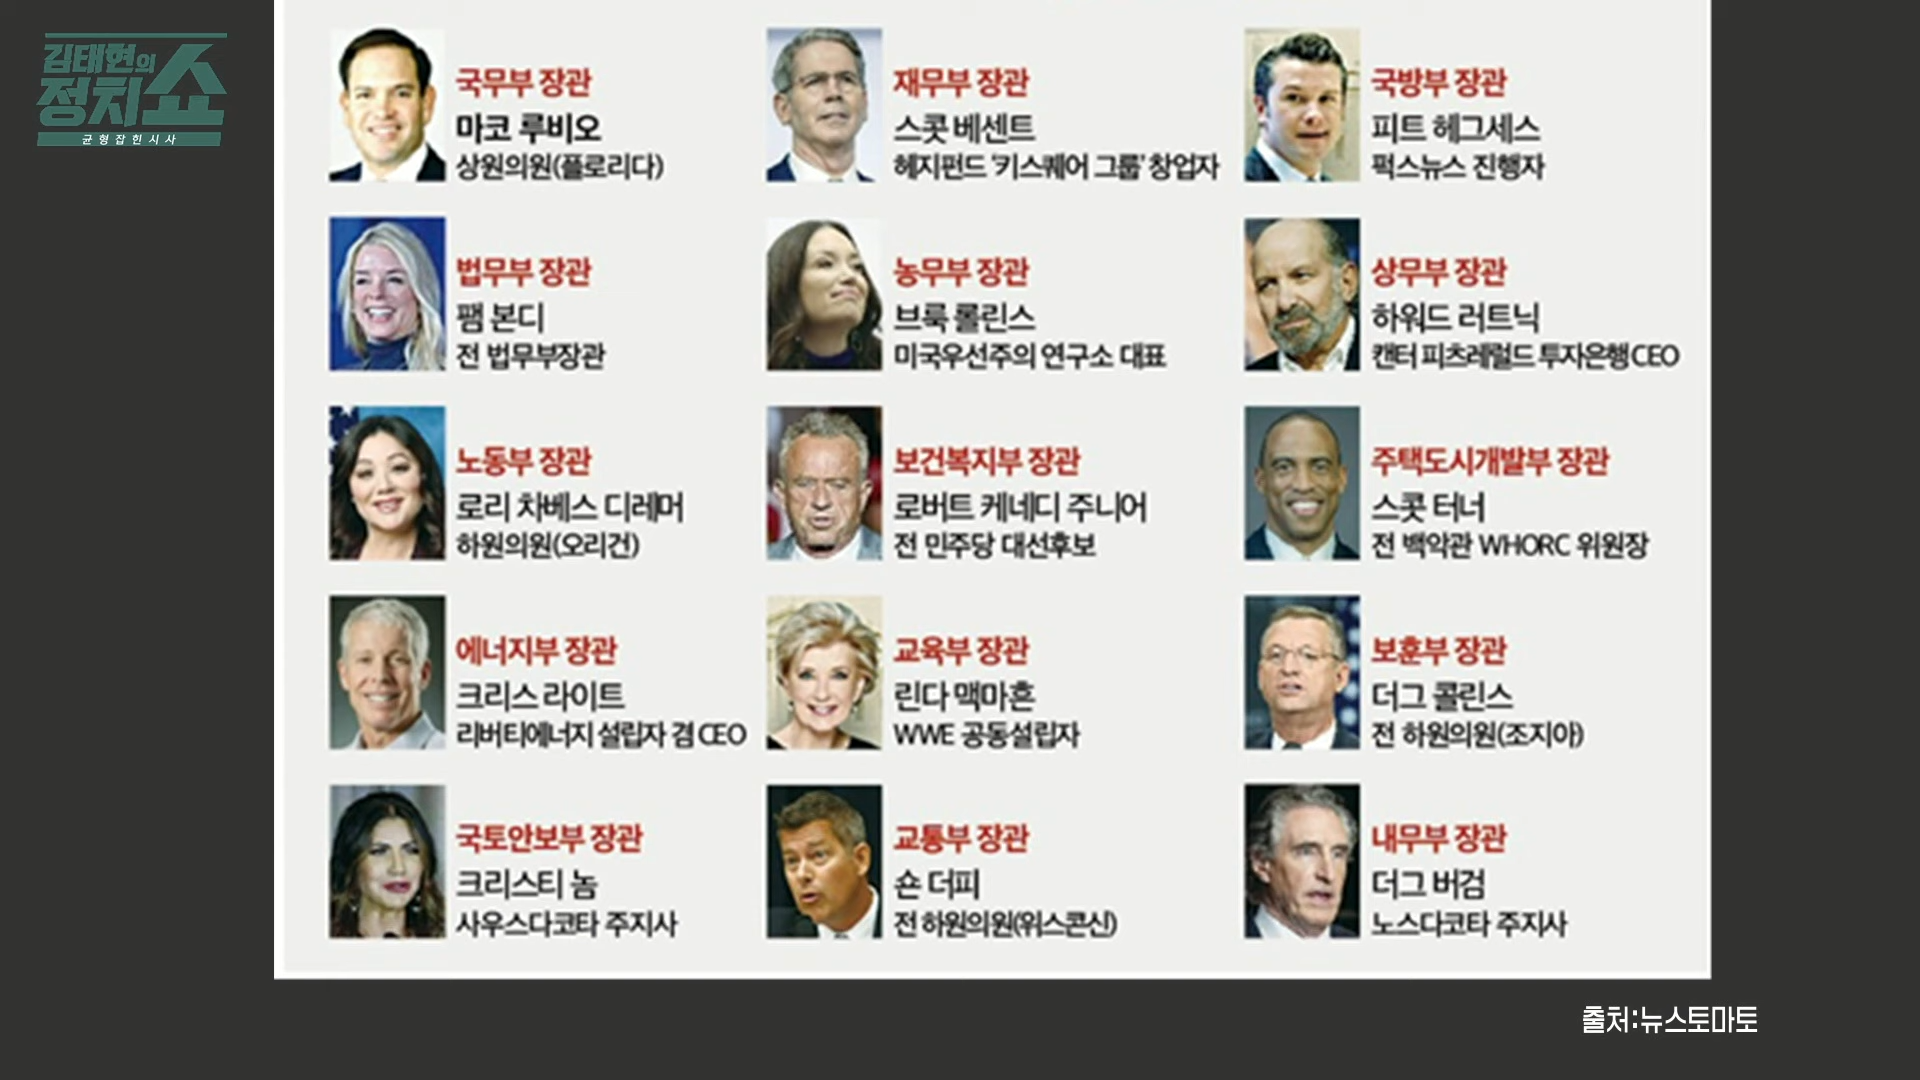 김태현의
정치쇼
균형잡힌시사
국무부 장관
마코 루비오
상원의원(플로리다)
재무부 장관
스콧 베센트
헤지펀드 '키스퀘어 그룹' 창업자
국방부 장관
피트 헤그세스
퍽스뉴스 진행자
법무부 장관
팸 본디
전 법무부장관
농무부 장관
브룩 롤린스
미국우선주의 연구소 대표
상무부 장관
하워드 러트닉
캔터 피츠레럴드 투자은행CEO
노동부 장관
로리 차베스 디레머
하원의원(오리건)
보건복지부 장관
로버트 케네디 주니어
전 민주당 대선후보
주택도시개발부 장관
스콧 터너
전 백악관 WHORC 위원장
에너지부 장관
크리스 라이트
리버티에너지 설립자 겸 CEO
교육부 장관
린다 맥마흔
WWE 공동설립자
보훈부 장관
더그 콜린스
전 하원의원(조지아)
국토안보부 장관
크리스티 놈
사우스다코타 주지사
교통부 장관
숀 더피
전 하원의원(위스콘신)
내무부 장관
더그 버검
노스다코타 주지사
출처:뉴스토마토